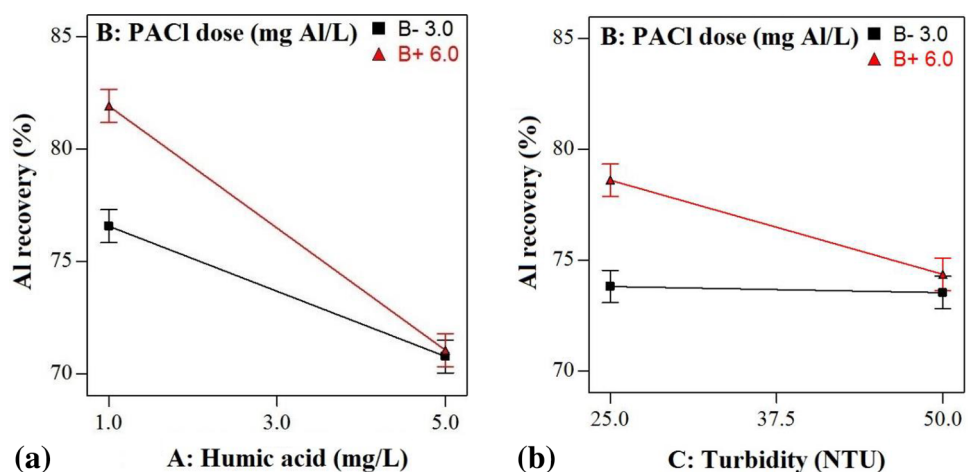 B: PACl dose (mg Al/L)
B- 3.0
B+ 6.0
85
80
75
70
Al recovery (%)
1.0
3.0
5.0
(a)
A: Humic acid (mg/L)
B: PACl dose (mg Al/L)
B- 3.0
B+ 6.0
85
80
75
70
Al recovery (%)
25.0
37.5
50.0
(b)
C: Turbidity (NTU)